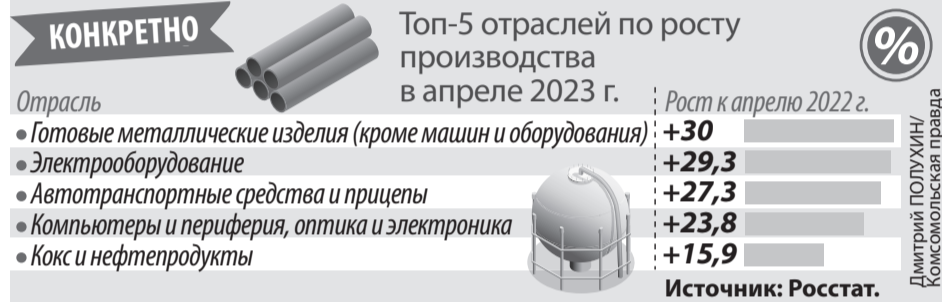 КОНКРЕТНО
Топ-5 отраслей по росту
производства
в апреле 2023 г.
%
Отрасль
Рост к апрелю 2022 г.
• Готовые металлические изделия (кроме машин и оборудования) +30
• Электрооборудование +29,3
• Автотранспортные средства и прицепы +27,3
• Компьютеры и периферия, оптика и электроника +23,8
• Кокс и нефтепродукты +15,9
Источник: Росстат.
Дмитрий ПОЛУХИН/
Комсомольская правда